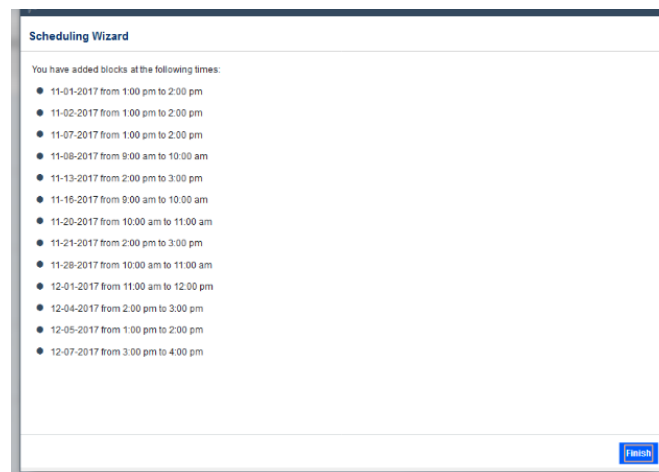 Scheduling Wizard
You have added blocks at the following times:
11-01-2017 from 1:00 pm to 2:00 pm
11-02-2017 from 1:00 pm to 2:00 pm
11-07-2017 from 1:00 pm to 2:00 pm
11-08-2017 from 9:00 am to 10:00 am
11-13-2017 from 2:00 pm to 3:00 pm
11-16-2017 from 9:00 am to 10:00 am
11-20-2017 from 10:00 am to 11:00 am
11-21-2017 from 2:00 pm to 3:00 pm
11-28-2017 from 10:00 am to 11:00 am
12-01-2017 from 11:00 am to 12:00 pm
12-04-2017 from 2:00 pm to 3:00 pm
12-05-2017 from 1:00 pm to 2:00 pm
12-07-2017 from 3:00 pm to 4:00 pm
Finish